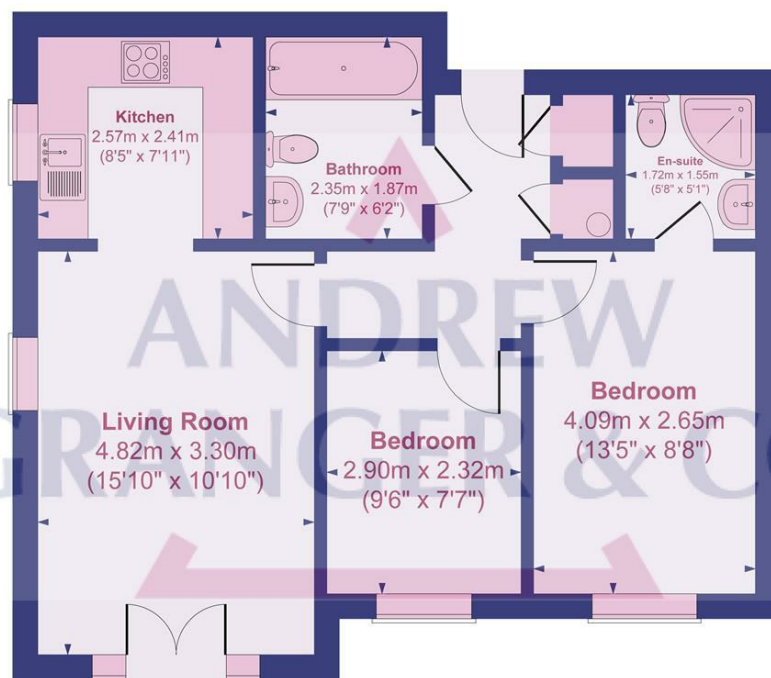 Kitchen
2.57m x 2.41m
(8'5" x 7'11")
Bathroom
2.35m x 1.87m
(7'9" x 6'2")
En-suite
1.72m x 1.55m
(5'8" x 5'1")
ANDREW
GRANGER & CO
Living Room
4.82m x 3.30m
(15'10" x 10'10")
Bedroom
2.90m x 2.32m
(9'6" x 7'7")
Bedroom
4.09m x 2.65m
(13'5" x 8'8")